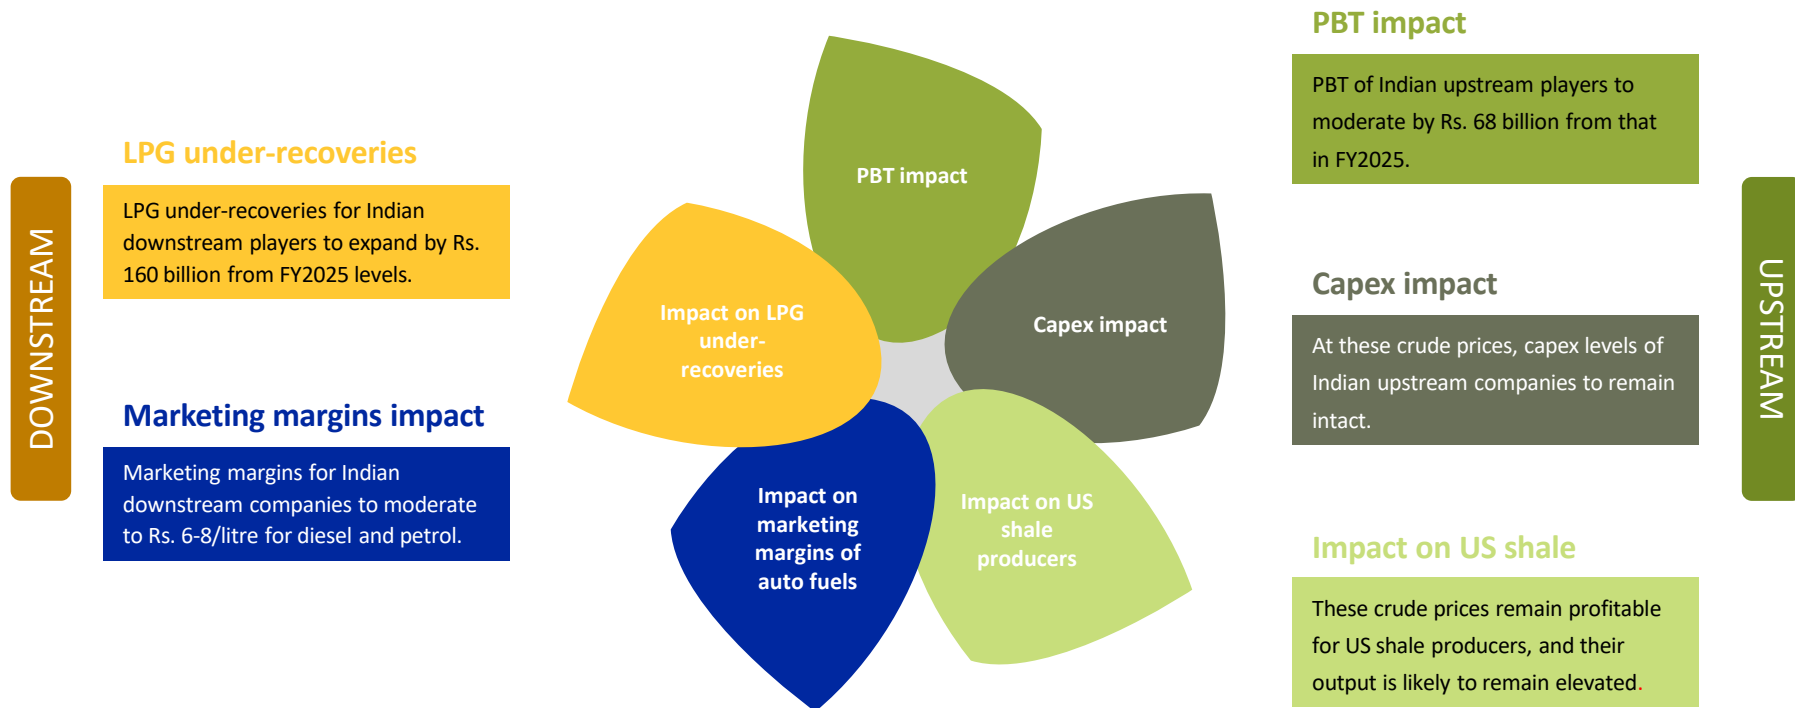 DOWNSTREAM
LPG under-recoveries
LPG under-recoveries for Indian
downstream players to expand by Rs.
160 billion from FY2025 levels.
Marketing margins impact
Marketing margins for Indian
downstream companies to moderate
to Rs. 6-8/litre for diesel and petrol.
PBT impact
Capex impact
Impact on US
shale
producers
Impact on
marketing
margins of
auto fuels
Impact on LPG
under-
recoveries
PBT impact
PBT of Indian upstream players to
moderate by Rs. 68 billion from that
in FY2025.
Capex impact
At these crude prices, capex levels of
Indian upstream companies to remain
intact.
Impact on US shale
These crude prices remain profitable
for US shale producers, and their
output is likely to remain elevated.
UPSTREAM